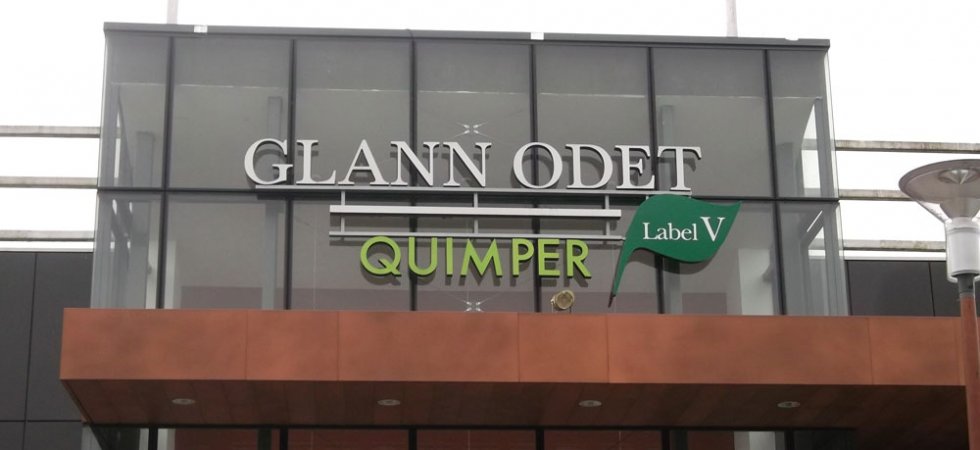 GLANN ODET
QUIMPER
Label V